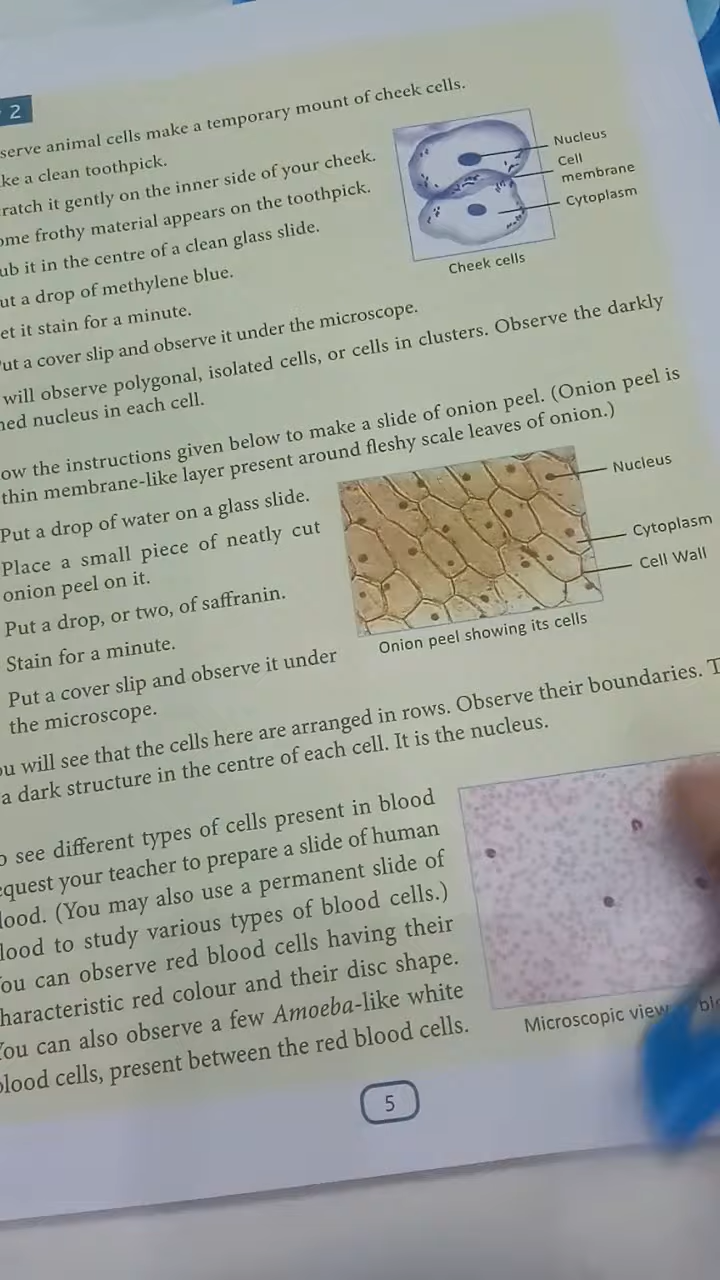 2
serve animal cells make a temporary mount of cheek cells.
ke a clean toothpick.
ratch it gently on the inner side of your cheek.
ome frothy material appears on the toothpick.
ub it in the centre of a clean glass slide.
ut a drop of methylene blue.
et it stain for a minute.
ut a cover slip and observe it under the microscope.
will observe polygonal, isolated cells, or cells in clusters. Observe the darkly
ned nucleus in each cell.
Nucleus
Cell
membrane
Cytoplasm
Cheek cells
ow the instructions given below to make a slide of onion peel. (Onion peel is
thin membrane-like layer present around fleshy scale leaves of onion.)
Put a drop of water on a glass slide.
Place a small piece of neatly cut
onion peel on it.
Put a drop, or two, of saffranin.
Stain for a minute.
Put a cover slip and observe it under
the microscope.
Nucleus
Cytoplasm
Cell Wall
Onion peel showing its cells
ou will see that the cells here are arranged in rows. Observe their boundaries. T
a dark structure in the centre of each cell. It is the nucleus.
o see different types of cells present in blood
equest your teacher to prepare a slide of human
lood. (You may also use a permanent slide of
lood to study various types of blood cells.)
ou can observe red blood cells having their
haracteristic red colour and their disc shape.
You can also observe a few Amoeba-like white
blood cells, present between the red blood cells.
Microscopic view blo
5